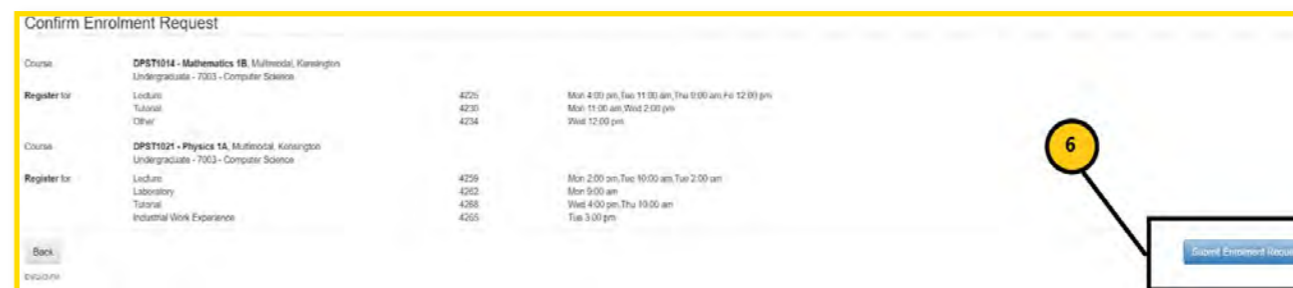 Confirm Enrolment Request
Course DPST1014 - Mathematics 1B, Multimodal, Kensington
Undergraduate - 7003 - Computer Science
Register for Lecture 4225 Mon 4:00 pm,Tue 11:00 am,Thu 9:00 am,Fri 12:00 pm
Tutorial 4230 Mon 11:00 am,Wed 2:00 pm
Other 4234 Wed 12:00 pm
Course DPST1021 - Physics 1A, Multimodal, Kensington
Undergraduate - 7003 - Computer Science
Register for Lecture 4259 Mon 2:00 pm,Tue 10:00 am,Tue 2:00 am
Laboratory 4262 Mon 9:00 am
Tutorial 4268 Wed 4:00 pm,Thu 10:00 am
Industrial Work Experience 4265 Tue 3:00 pm
6
Back
Submit Enrolment Reque